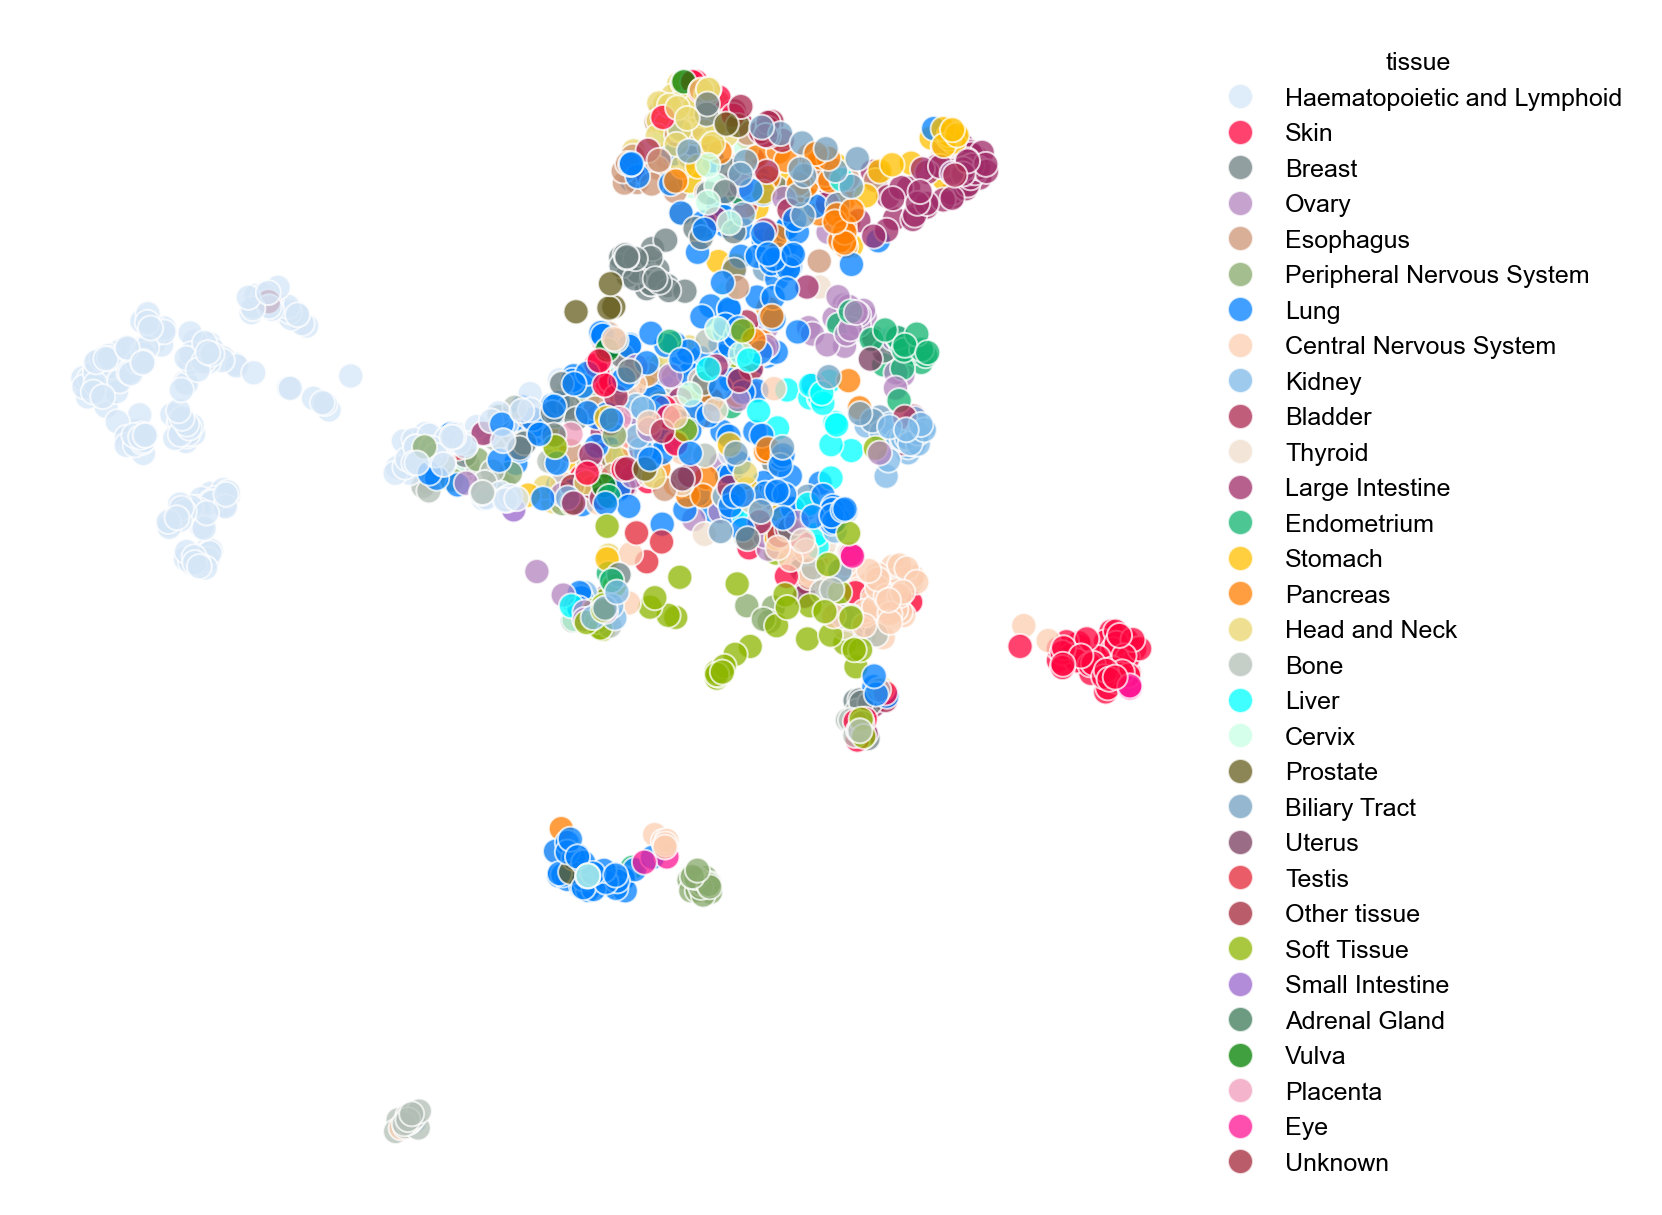 tissue
Haematopoietic and Lymphoid
Skin
Breast
Ovary
Esophagus
Peripheral Nervous System
Lung
Central Nervous System
Kidney
Bladder
Thyroid
Large Intestine
Endometrium
Stomach
Pancreas
Head and Neck
Bone
Liver
Cervix
Prostate
Biliary Tract
Uterus
Testis
Other tissue
Soft Tissue
Small Intestine
Adrenal Gland
Vulva
Placenta
Eye
Unknown